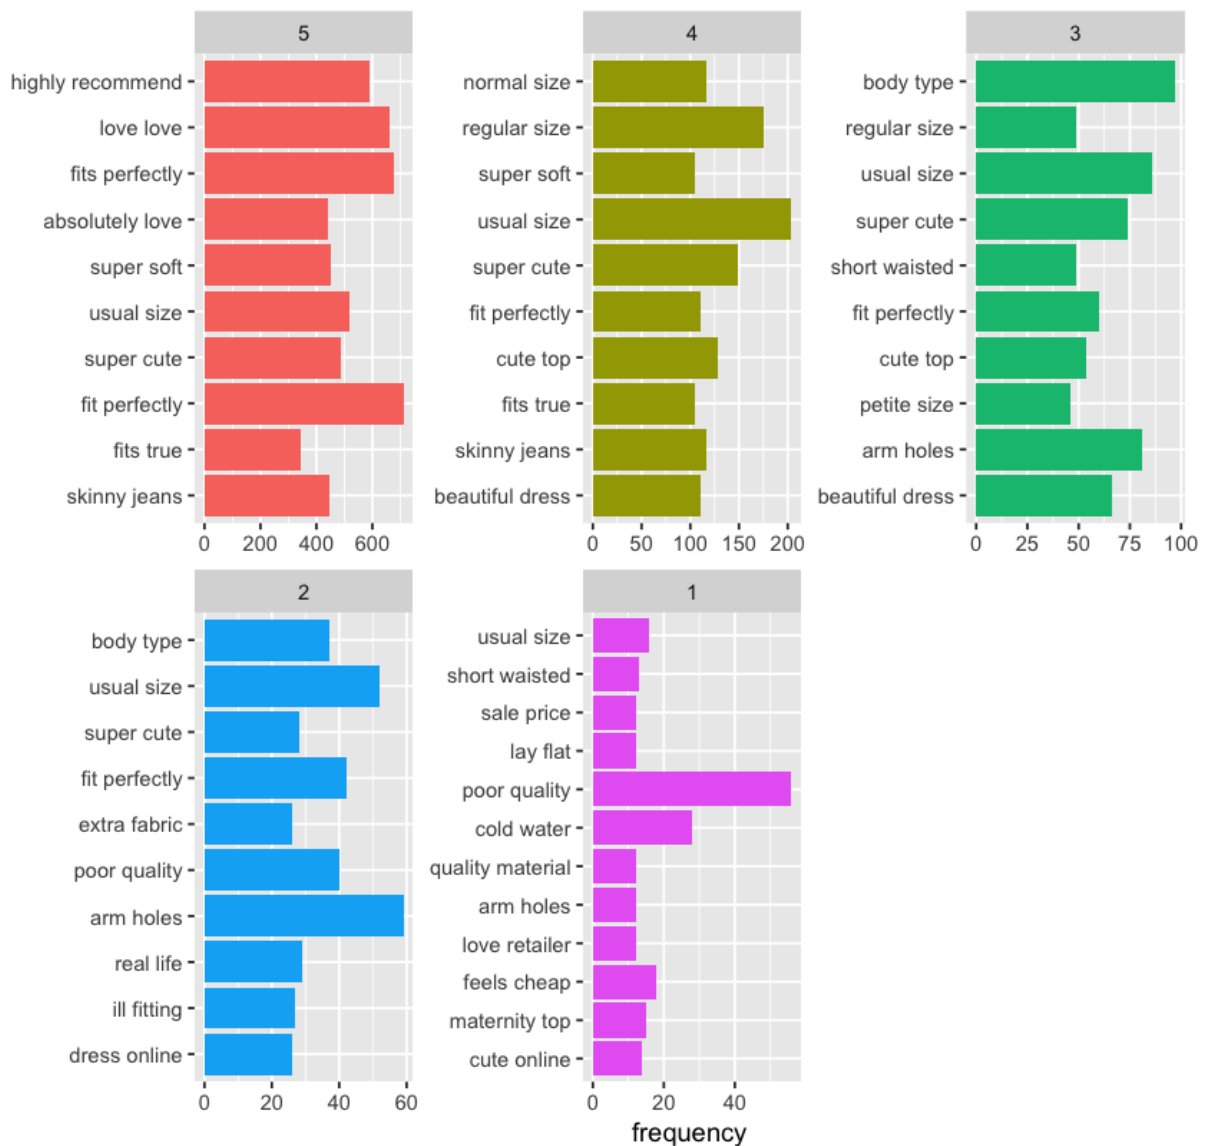 5
highly recommend
love love
fits perfectly
absolutely love
super soft
usual size
super cute
fit perfectly
fits true
skinny jeans
0 200 400 600
4
normal size
regular size
super soft
usual size
super cute
fit perfectly
cute top
fits true
skinny jeans
beautiful dress
0 50 100 150 200
3
body type
regular size
usual size
super cute
short waisted
fit perfectly
cute top
petite size
arm holes
beautiful dress
0 25 50 75 100
2
body type
usual size
super cute
fit perfectly
extra fabric
poor quality
arm holes
real life
ill fitting
dress online
0 20 40 60
1
usual size
short waisted
sale price
lay flat
poor quality
cold water
quality material
arm holes
love retailer
feels cheap
maternity top
cute online
0 20 40
frequency